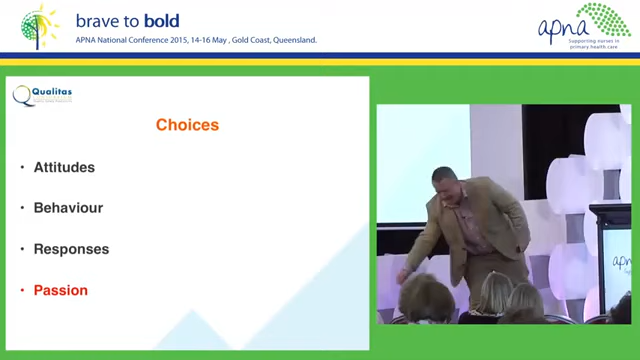 brave to bold
APNA National Conference 2015, 14-16 May, Gold Coast, Queensland.
apna
Supporting nurses in
primary health care
Qualitas
Choices
• Attitudes
• Behaviour
• Responses
• Passion
apna